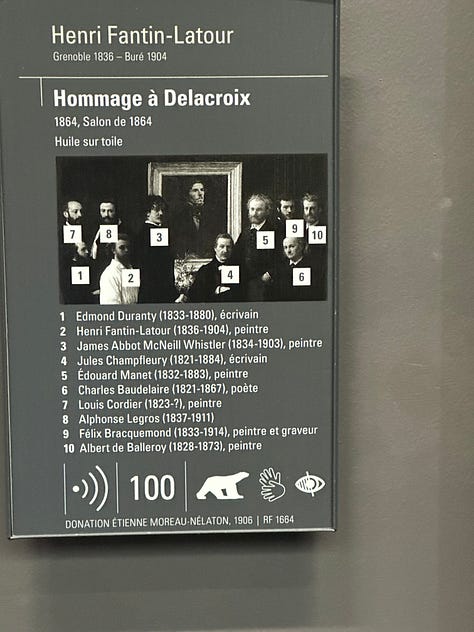 Henri Fantin-Latour
Grenoble 1836 – Buré 1904
Hommage à Delacroix
1864, Salon de 1864
Huile sur toile
7
8
3
5
9
10
1
2
4
6
1 Edmond Duranty (1833-1880), écrivain
2 Henri Fantin-Latour (1836-1904), peintre
3 James Abbot McNeill Whistler (1834-1903), peintre
4 Jules Champfleury (1821-1884), écrivain
5 Édouard Manet (1832-1883), peintre
6 Charles Baudelaire (1821-1867), poète
7 Louis Cordier (1823-?), peintre
8 Alphonse Legros (1837-1911)
9 Félix Bracquemond (1833-1914), peintre et graveur
10 Albert de Balleroy (1828-1873), peintre
100
DONATION ÉTIENNE MOREAU-NÉLATON, 1906 | RF 1664